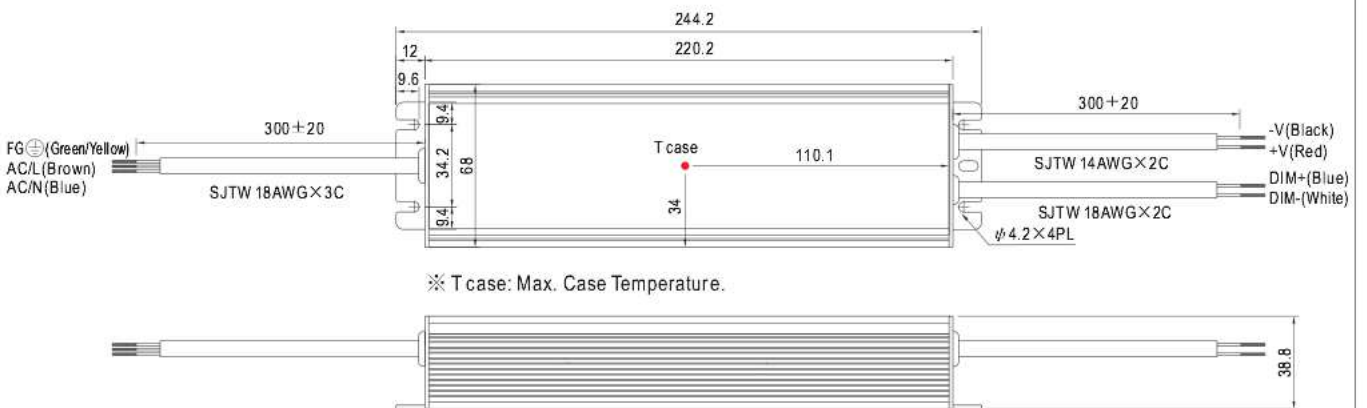 244.2
12
220.2
9.6
300±20
9.4
34.2
9.4
68
T case
110.1
34
300±20
FG⏚(Green/Yellow)
AC/L(Brown)
AC/N(Blue)
SJTW 18AWG×3C
-V(Black)
+V(Red)
SJTW 14AWG×2C
DIM+(Blue)
DIM-(White)
SJTW 18AWG×2C
ψ4.2×4PL
※ T case: Max. Case Temperature.
38.8